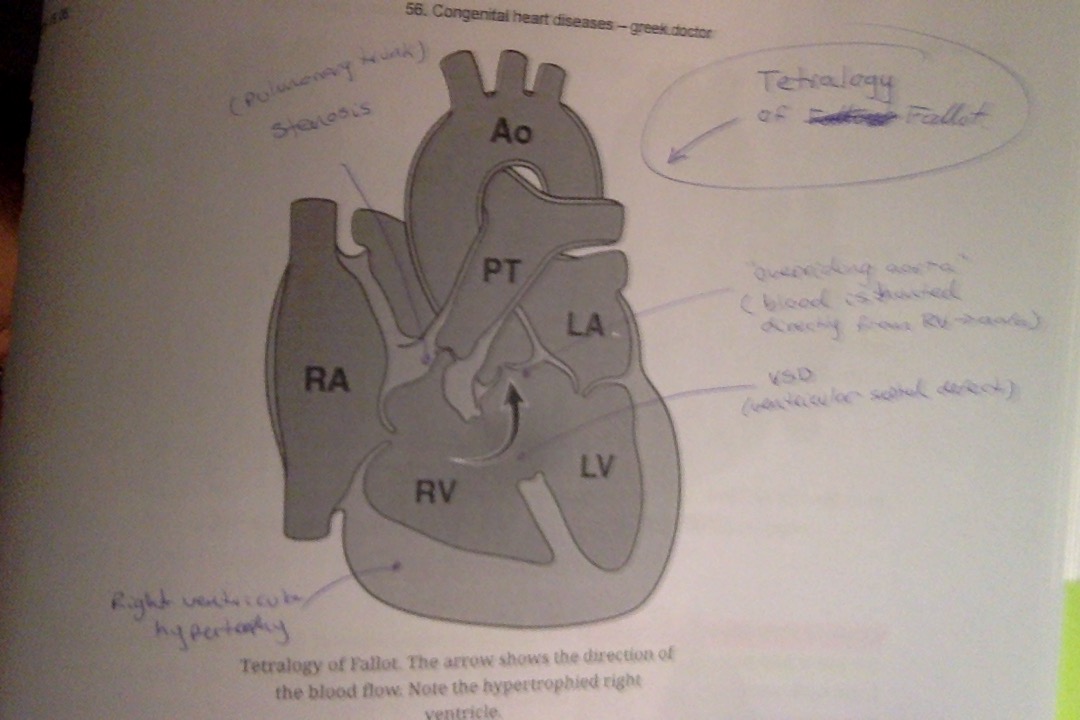 56. Congenital heart diseases – greek.doctor
(Pulmonary trunk)
Stenosis
Tetralogy
of Fallot
Ao
PT
LA
RA
RV
LV
"overriding aorta"
(blood is shunted
directly from RV → aorta)
VSD
(ventricular septal defect)
Right ventricular
hypertrophy
Tetralogy of Fallot. The arrow shows the direction of
the blood flow. Note the hypertrophied right
ventricle.